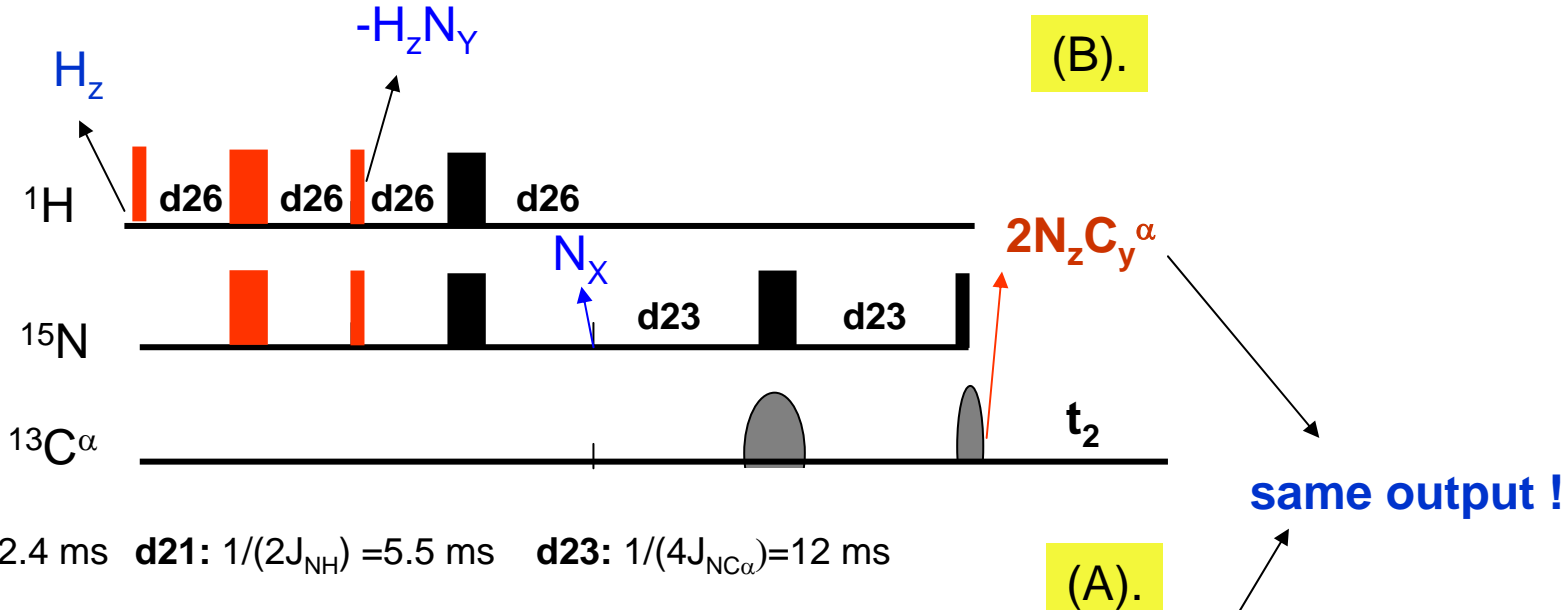 -HzNY
(B).
Hz
1H d26 d26 d26 d26
NX
2NzCyα
15N d23 d23
13Cα t2
same output !
2.4 ms d21: 1/(2JNH) =5.5 ms d23: 1/(4JNCα)=12 ms
(A).